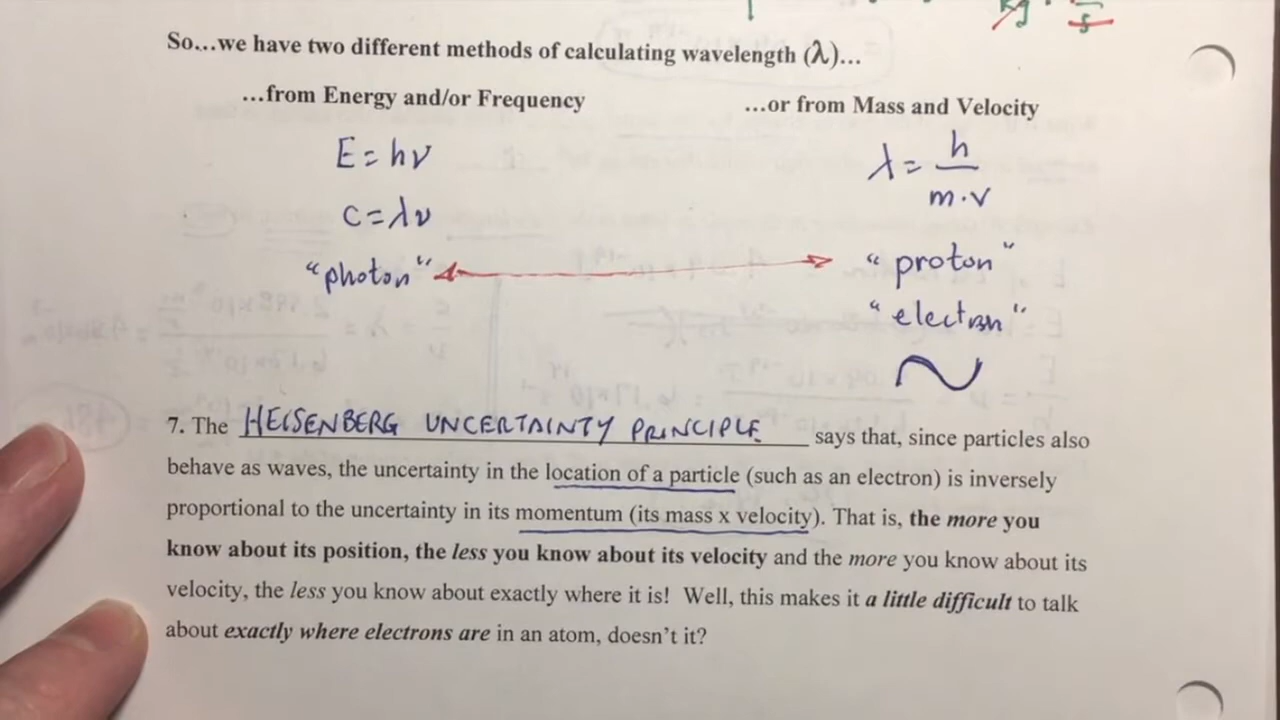 kg s
So...we have two different methods of calculating wavelength (λ)...
...from Energy and/or Frequency ...or from Mass and Velocity
E = hν λ = h / m·v
c = λν
"photon" "proton"
"electron"
7. The HEISENBERG UNCERTAINTY PRINCIPLE says that, since particles also
behave as waves, the uncertainty in the location of a particle (such as an electron) is inversely
proportional to the uncertainty in its momentum (its mass x velocity). That is, the more you
know about its position, the less you know about its velocity and the more you know about its
velocity, the less you know about exactly where it is! Well, this makes it a little difficult to talk
about exactly where electrons are in an atom, doesn't it?